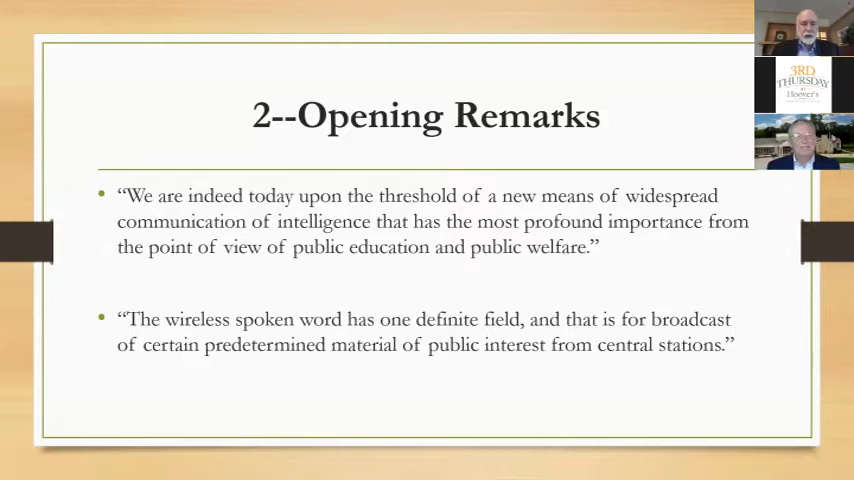 2--Opening Remarks
• “We are indeed today upon the threshold of a new means of widespread
communication of intelligence that has the most profound importance from
the point of view of public education and public welfare.”
• “The wireless spoken word has one definite field, and that is for broadcast
of certain predetermined material of public interest from central stations.”
3RD
THURSDAY
at
Hoover's